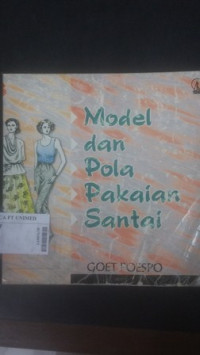 Model
dan
Pola
Pakaian
Santai
GOET POESPO